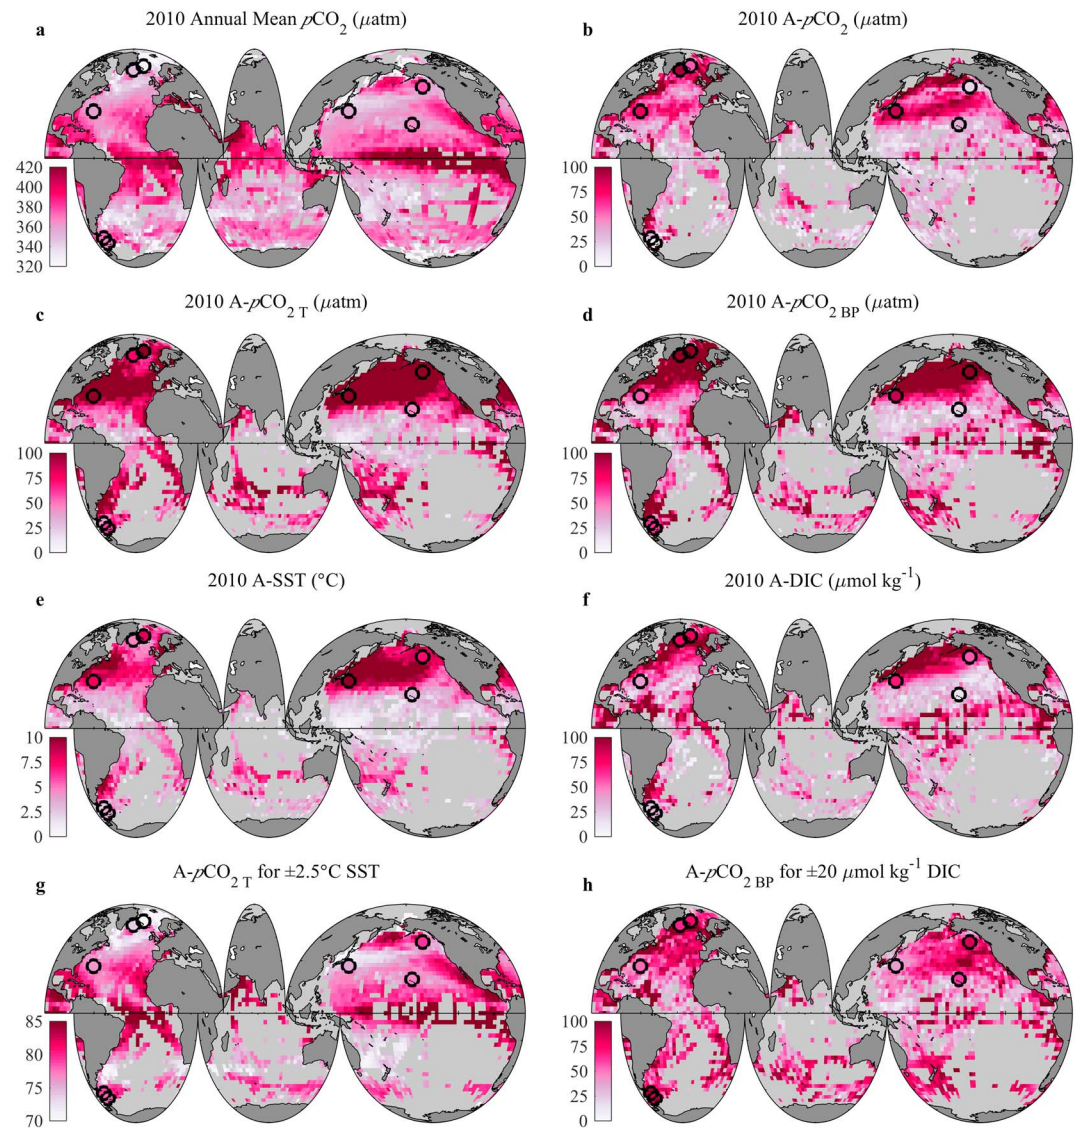 2010 Annual Mean pCO2 (μatm)
2010 A-pCO2 (μatm)
a
b
420
400
380
360
340
320
100
75
50
25
0
2010 A-pCO2 T (μatm)
2010 A-pCO2 BP (μatm)
c
d
100
75
50
25
0
100
75
50
25
0
2010 A-SST (°C)
2010 A-DIC (μmol kg-1)
e
f
10
7.5
5
2.5
0
100
75
50
25
0
A-pCO2 T for ±2.5°C SST
A-pCO2 BP for ±20 μmol kg-1 DIC
g
h
85
80
75
70
100
75
50
25
0